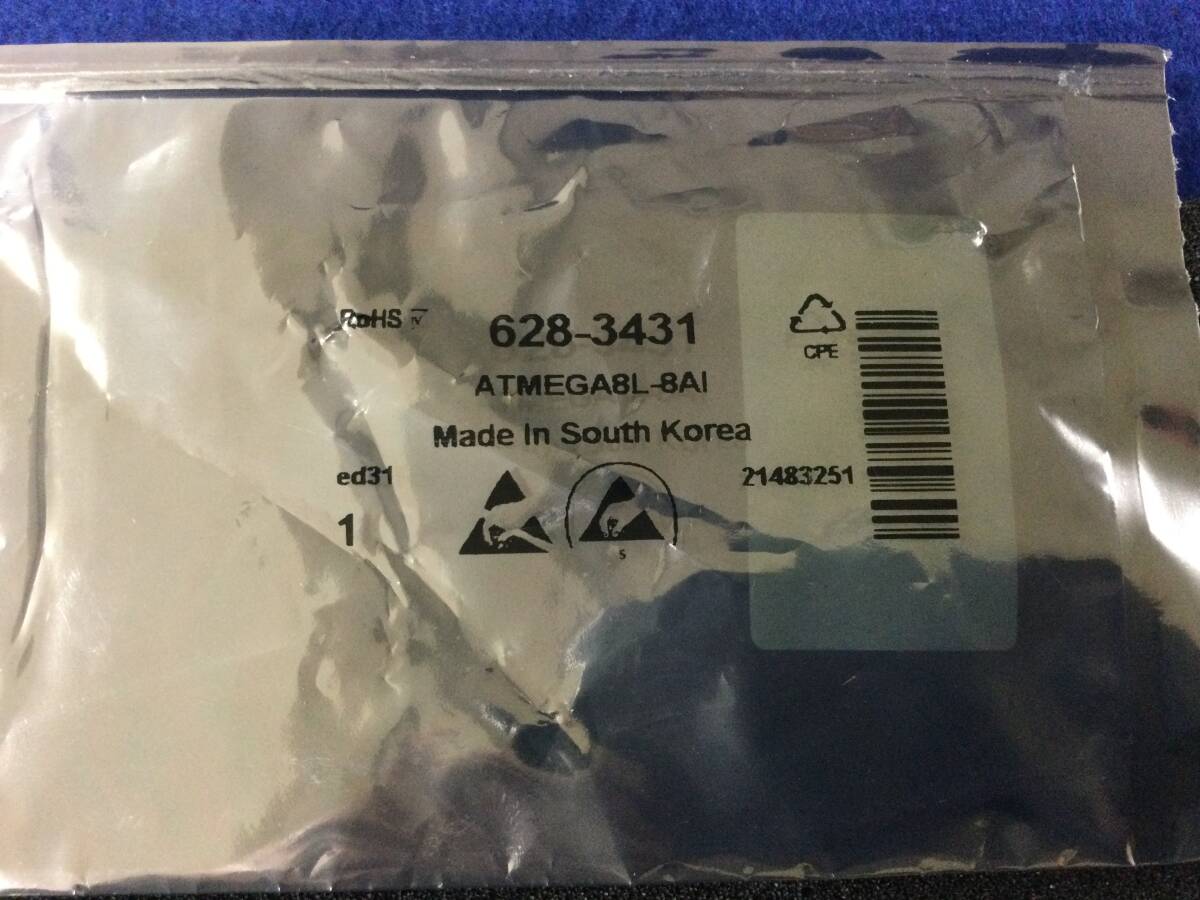 RoHS
628-3431
ATMEGA8L-8AI
Made In South Korea
CPE
ed31
21483251
1
S